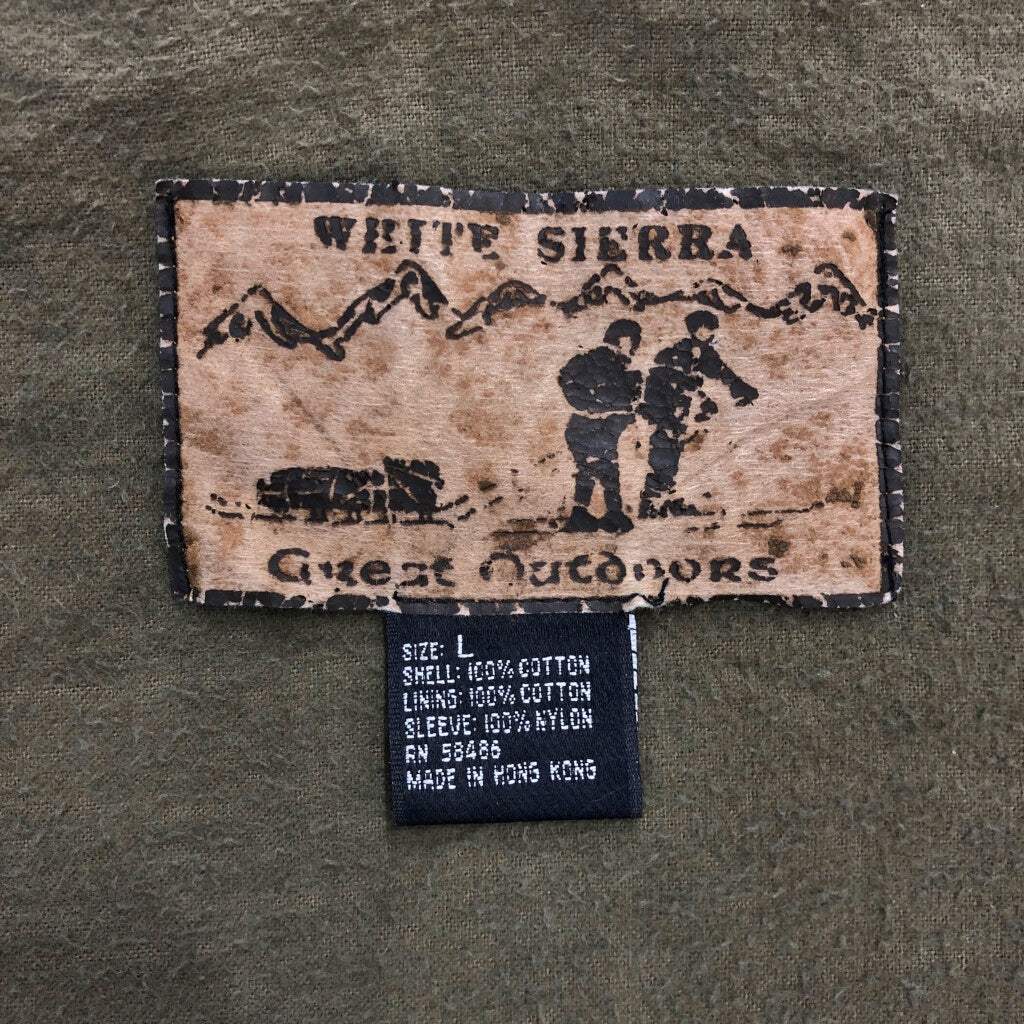 WHITE SIERRA
Great Outdoors
SIZE: L
SHELL: 100% COTTON
LINING: 100% COTTON
SLEEVE: 100% NYLON
RN 58486
MADE IN HONG KONG